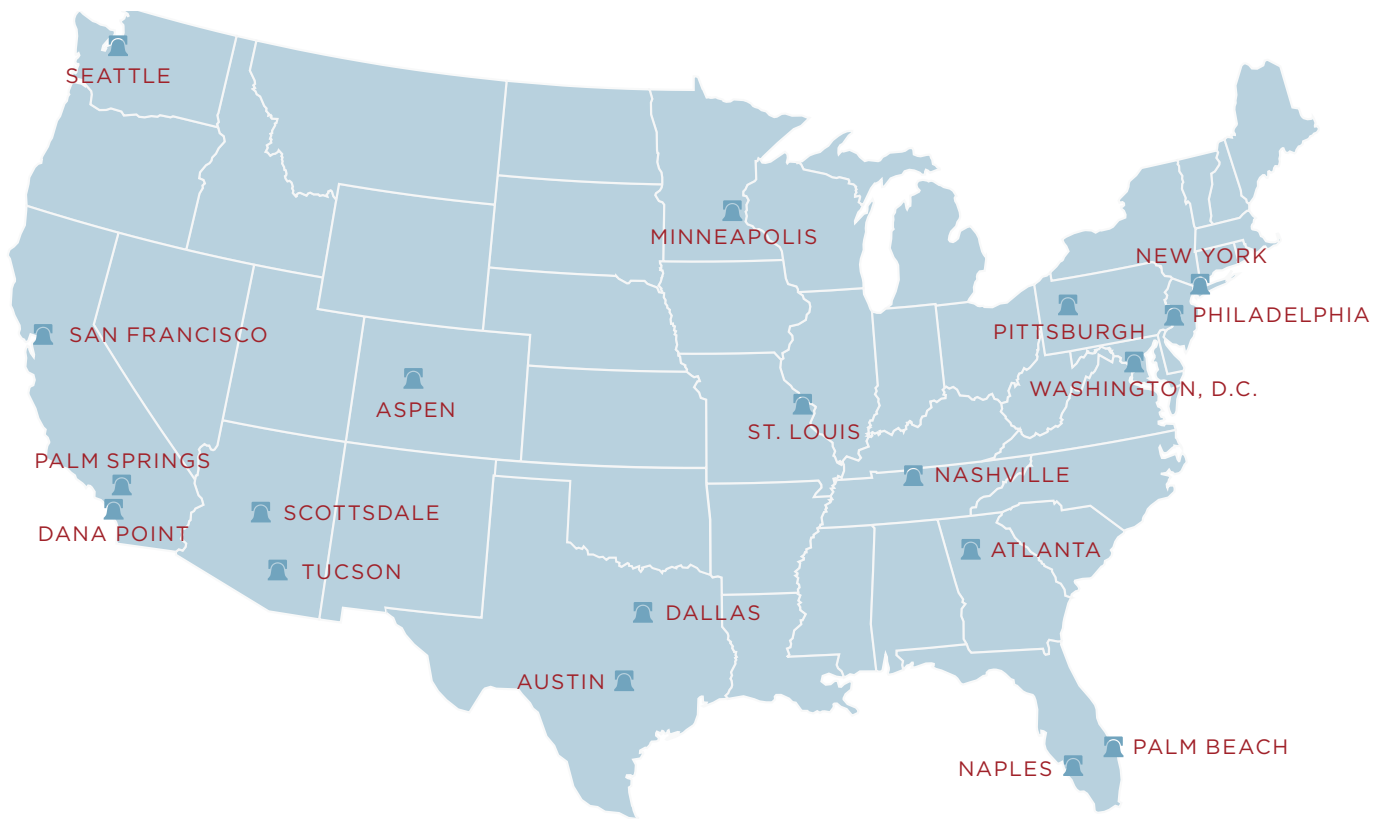 SEATTLE
MINNEAPOLIS
NEW YORK
PHILADELPHIA
PITTSBURGH
SAN FRANCISCO
WASHINGTON, D.C.
ASPEN
ST. LOUIS
PALM SPRINGS
NASHVILLE
SCOTTSDALE
DANA POINT
ATLANTA
TUCSON
DALLAS
AUSTIN
PALM BEACH
NAPLES